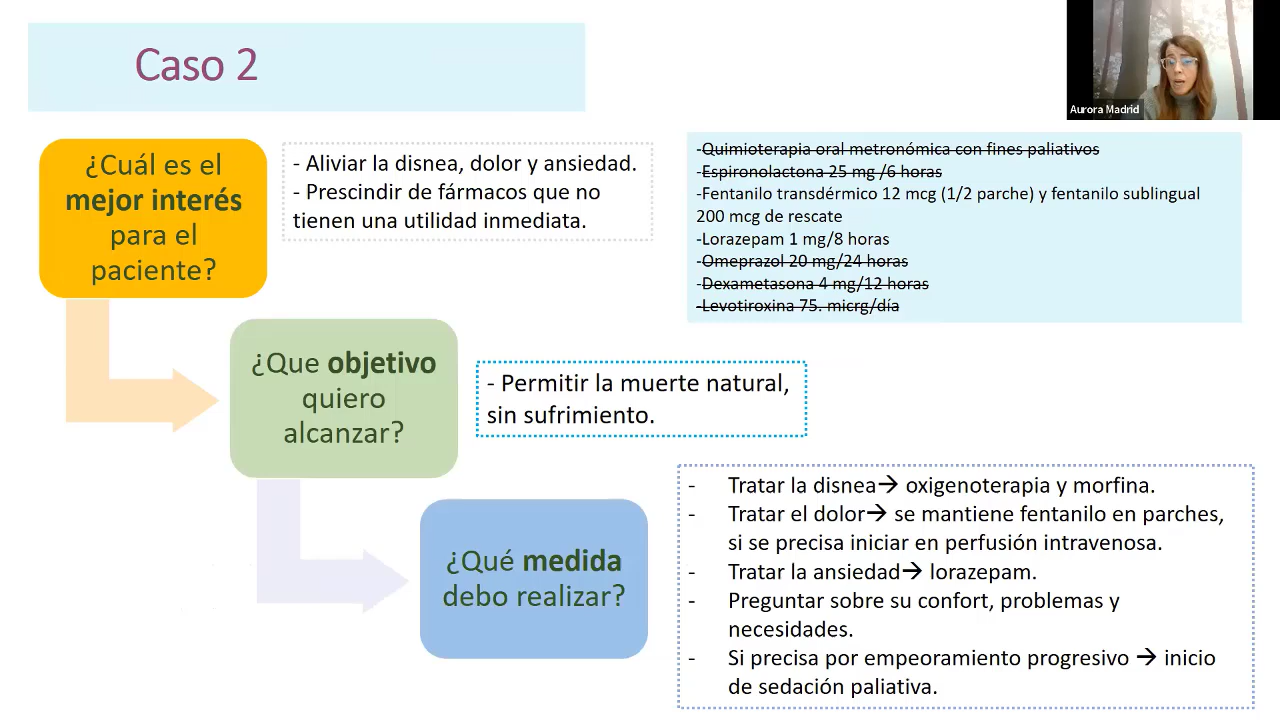 Caso 2
Aurora Madrid
¿Cuál es el
mejor interés
para el
paciente?
- Aliviar la disnea, dolor y ansiedad.
- Prescindir de fármacos que no
tienen una utilidad inmediata.
-Quimioterapia oral metronómica con fines paliativos
-Espironolactona 25 mg /6 horas
-Fentanilo transdérmico 12 mcg (1/2 parche) y fentanilo sublingual
200 mcg de rescate
-Lorazepam 1 mg/8 horas
-Omeprazol 20 mg/24 horas
-Dexametasona 4 mg/12 horas
-Levotiroxina 75. micrg/día
¿Que objetivo
quiero
alcanzar?
- Permitir la muerte natural,
sin sufrimiento.
¿Qué medida
debo realizar?
- Tratar la disnea→ oxigenoterapia y morfina.
- Tratar el dolor→ se mantiene fentanilo en parches,
si se precisa iniciar en perfusión intravenosa.
- Tratar la ansiedad→ lorazepam.
- Preguntar sobre su confort, problemas y
necesidades.
- Si precisa por empeoramiento progresivo → inicio
de sedación paliativa.